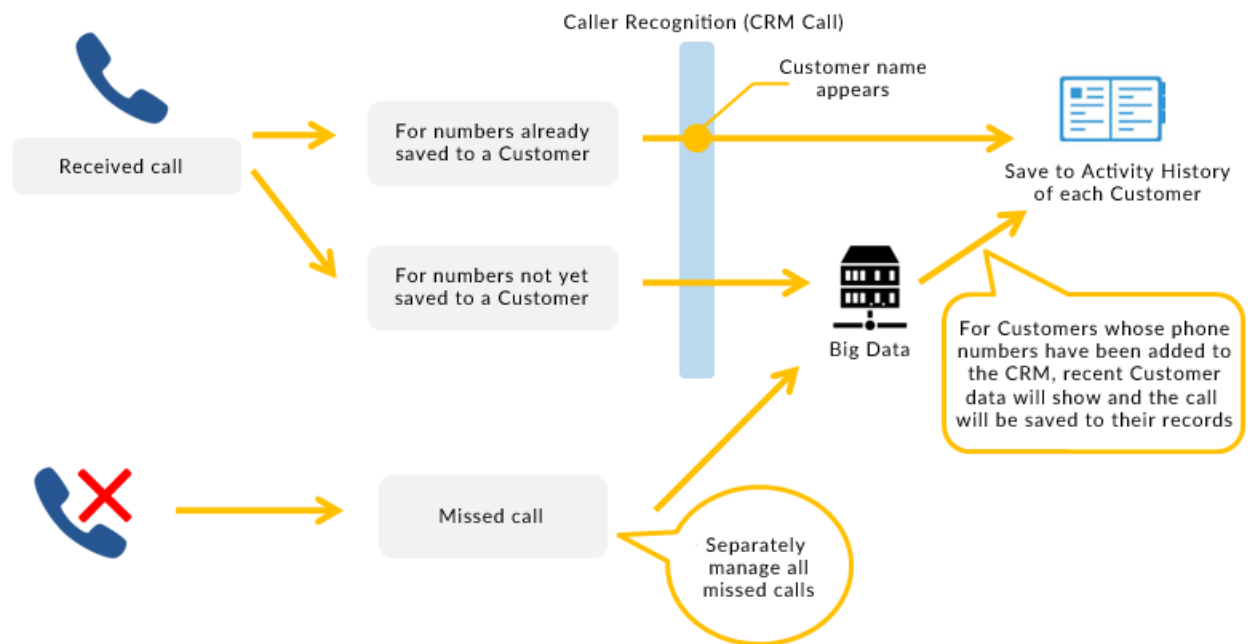 Caller Recognition (CRM Call)
Customer name
appears
Received call
For numbers already
saved to a Customer
Save to Activity History
of each Customer
For numbers not yet
saved to a Customer
Big Data
For Customers whose phone
numbers have been added to
the CRM, recent Customer
data will show and the call
will be saved to their records
Missed call
Separately
manage all
missed calls